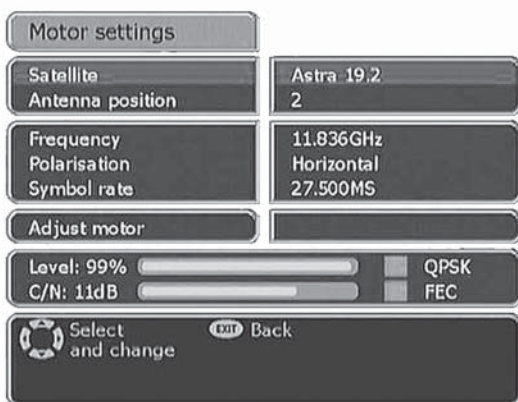 Motor settings
Satellite Astra 19.2
Antenna position 2
Frequency 11.836GHz
Polarisation Horizontal
Symbol rate 27.500MS
Adjust motor
Level: 99% QPSK
C/N: 11dB FEC
Select EXIT Back
and change